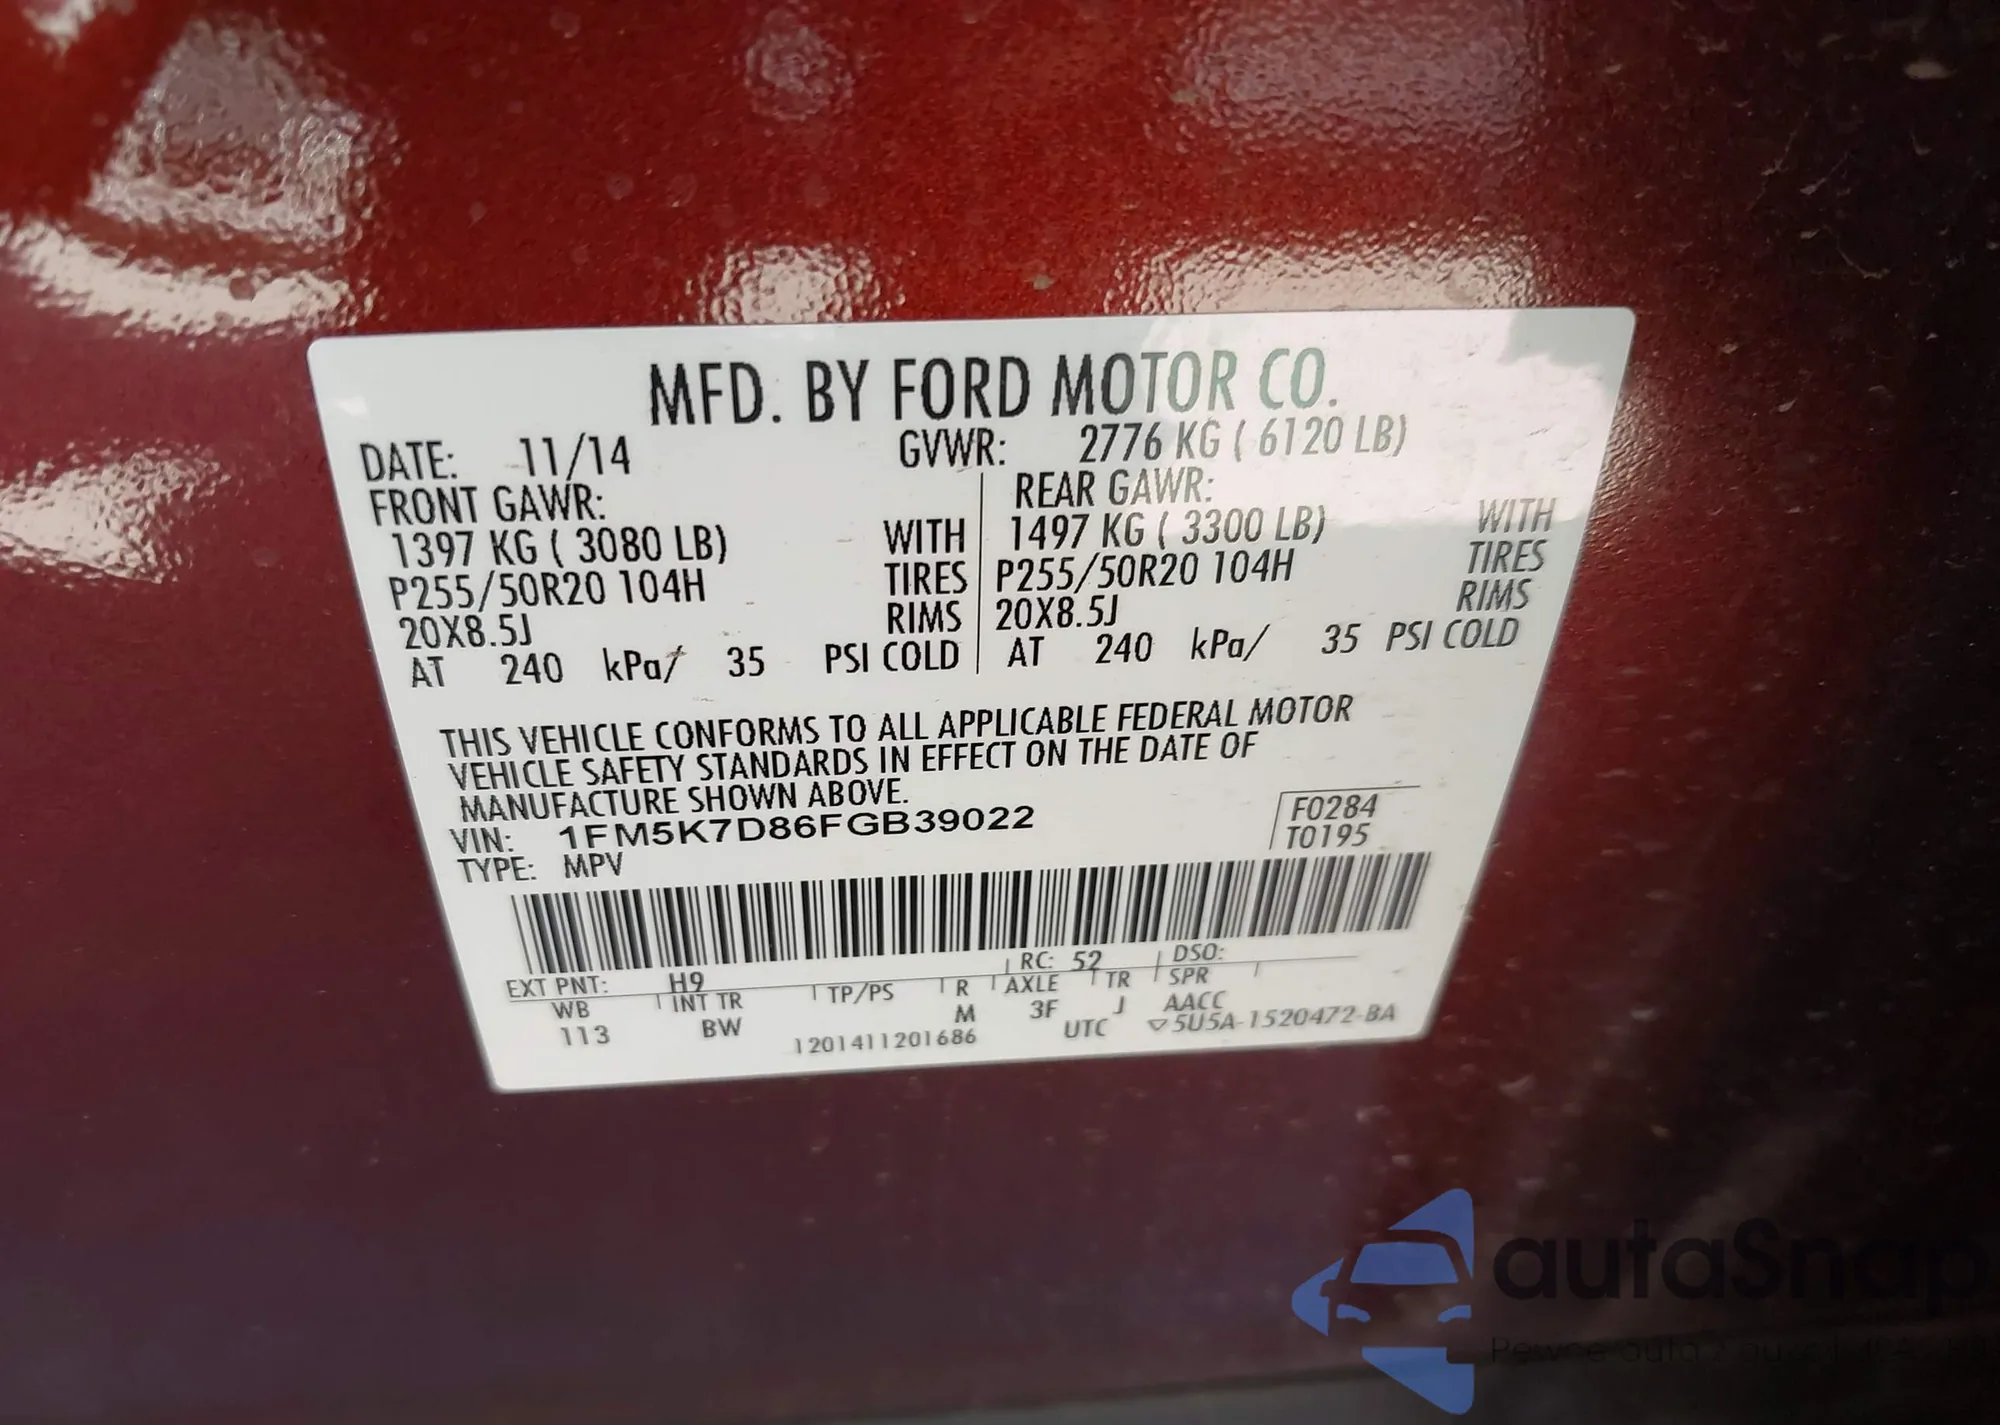 MFD. BY FORD MOTOR CO.
DATE: 11/14 GVWR: 2776 KG ( 6120 LB)
FRONT GAWR: REAR GAWR:
1397 KG ( 3080 LB) WITH 1497 KG ( 3300 LB) WITH
P255/50R20 104H TIRES P255/50R20 104H TIRES
20X8.5J RIMS 20X8.5J RIMS
AT 240 kPa/ 35 PSI COLD AT 240 kPa/ 35 PSI COLD
THIS VEHICLE CONFORMS TO ALL APPLICABLE FEDERAL MOTOR
VEHICLE SAFETY STANDARDS IN EFFECT ON THE DATE OF
MANUFACTURE SHOWN ABOVE.
VIN: 1FM5K7D86FGB39022 F0284
TYPE: MPV T0195
EXT PNT: H9 RC: 52 DSO:
WB INT TR TP/PS R AXLE TR SPR
113 BW M 3F J AACC
1201411201686 UTC ▽5U5A-1520472-BA
autaSnap
Pewne auta z aukcji